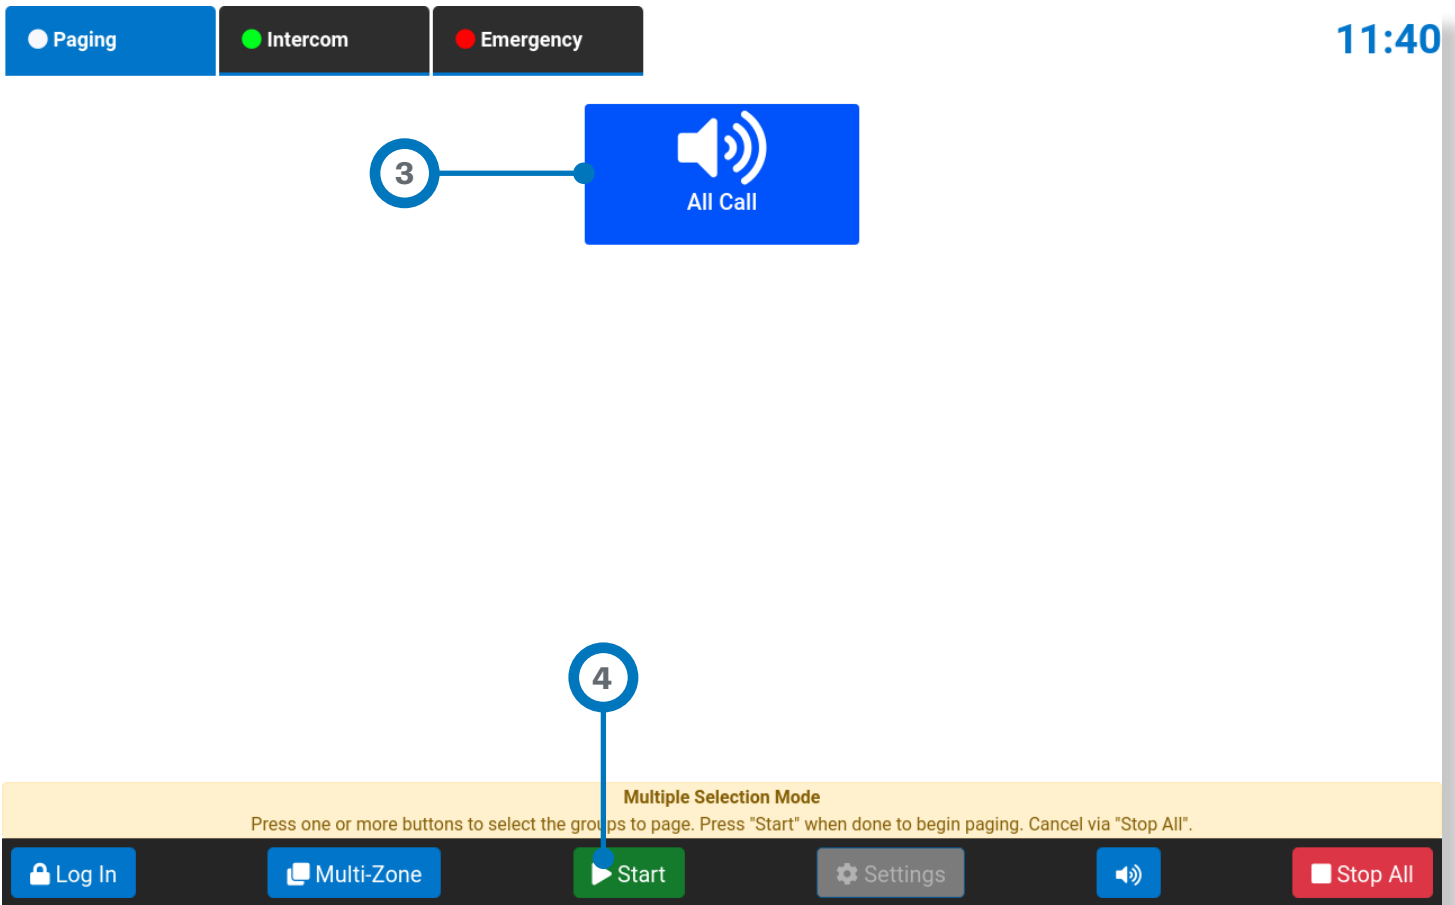 Paging
Intercom
Emergency
11:40
3
All Call
4
Multiple Selection Mode
Press one or more buttons to select the groups to page. Press "Start" when done to begin paging. Cancel via "Stop All".
Log In
Multi-Zone
Start
Settings
Stop All